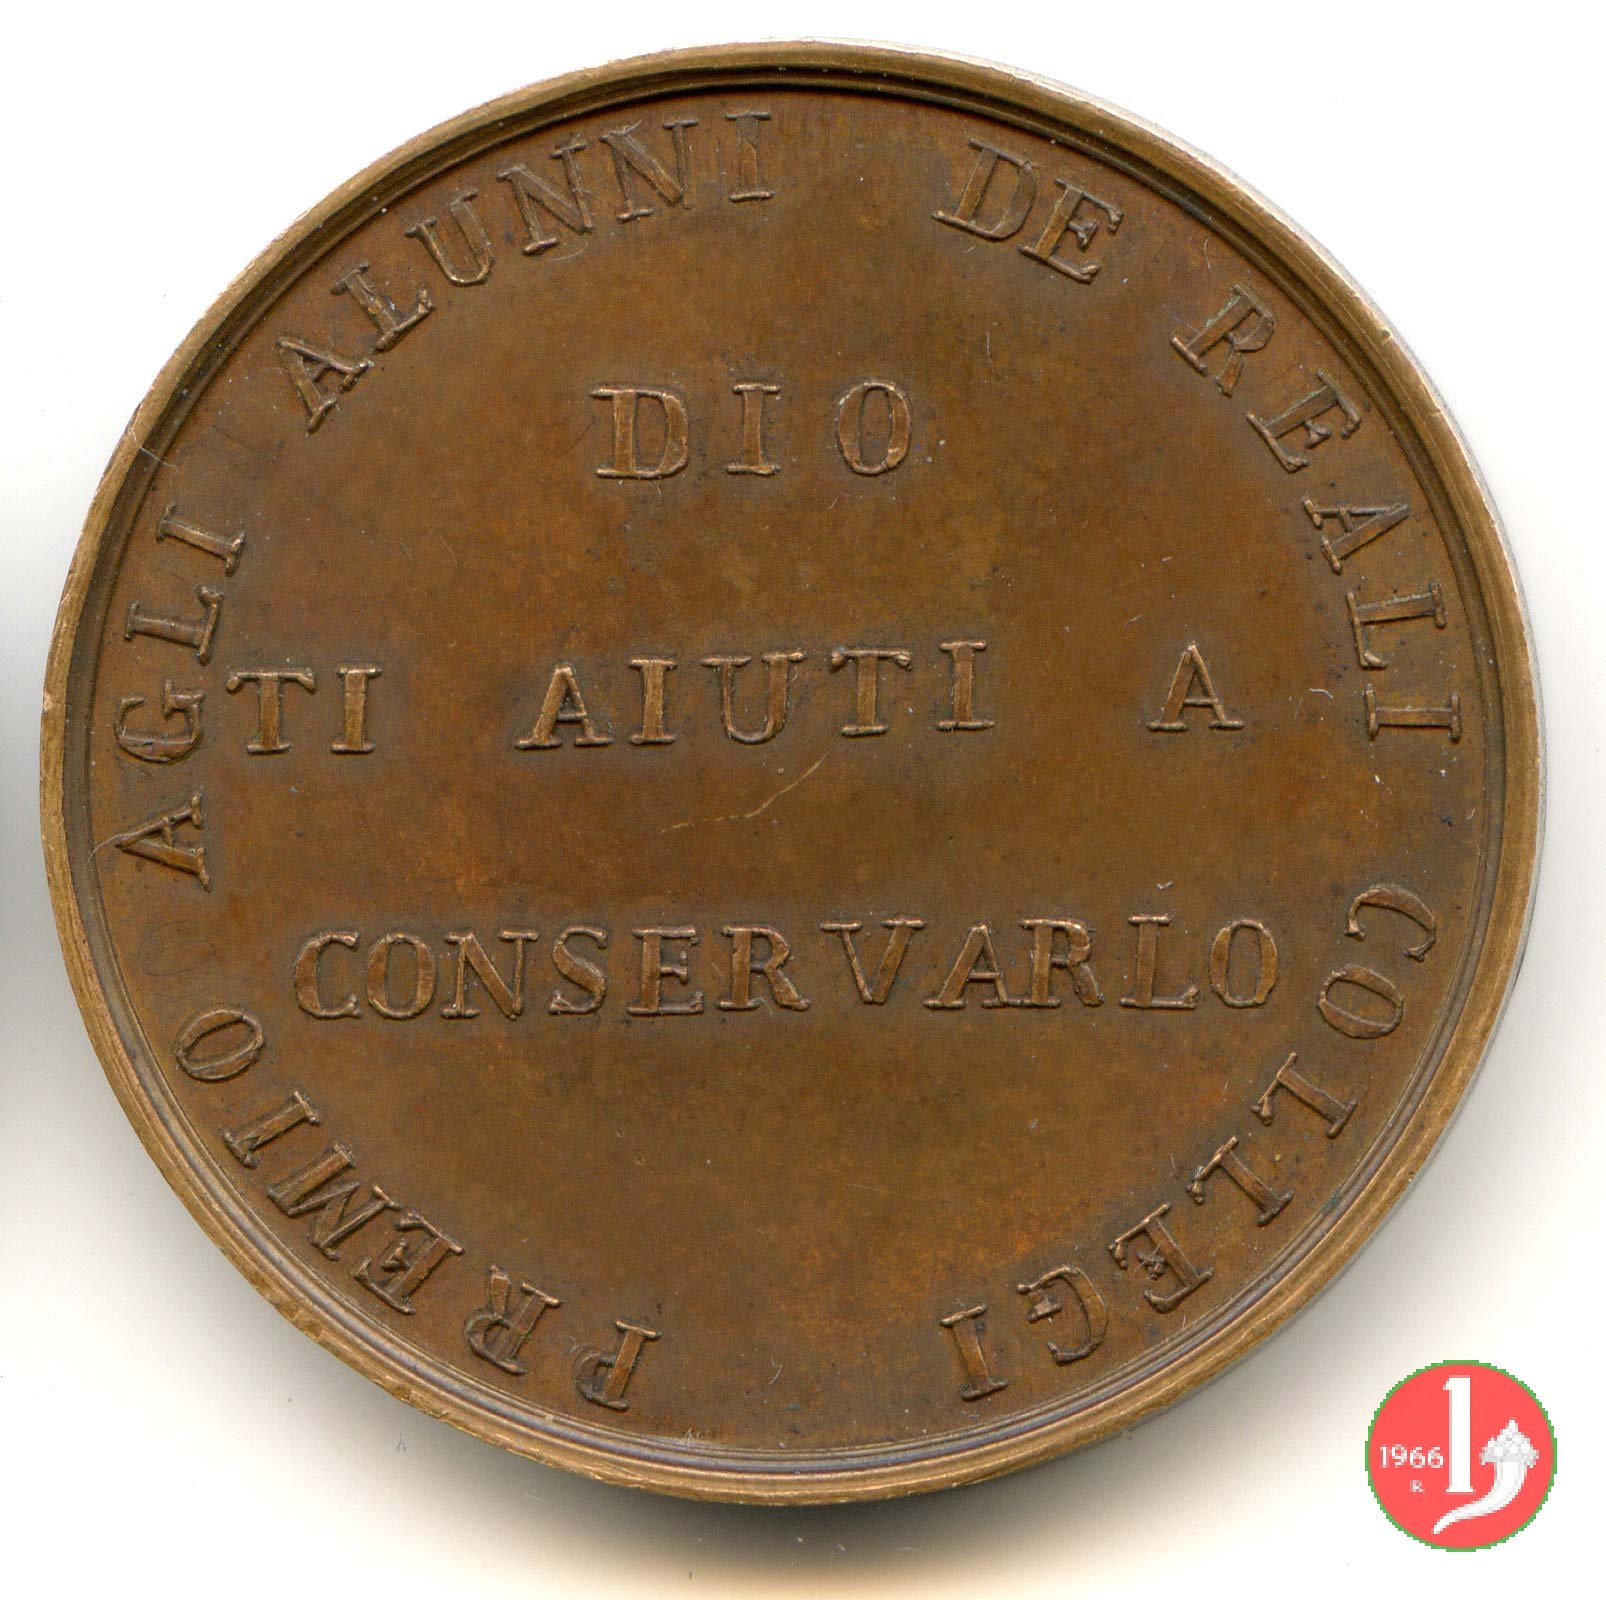 PREMIO AGLI ALUNNI DE REALI COLLEGI
DIO
TI AIUTI A
CONSERVARLO
1966
R